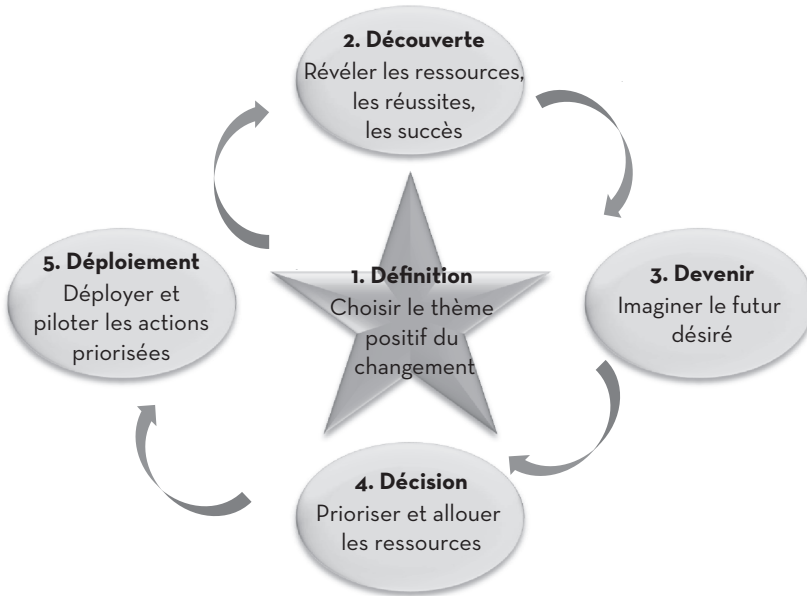 2. Découverte
Révéler les ressources,
les réussites,
les succès
1. Définition
Choisir le thème
positif du
changement
3. Devenir
Imaginer le futur
désiré
4. Décision
Prioriser et allouer
les ressources
5. Déploiement
Déployer et
piloter les actions
priorisées